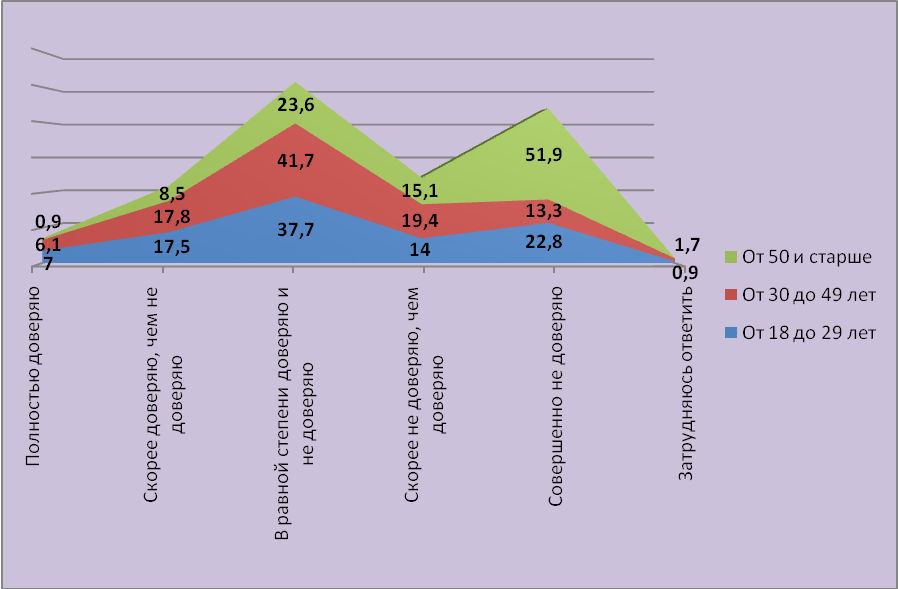 23,6
41,7
37,7
51,9
13,3
22,8
8,5
17,8
17,5
15,1
19,4
14
0,9
6,1
7
1,7
0,9
От 50 и старше
От 30 до 49 лет
От 18 до 29 лет
Полностью доверяю
Скорее доверяю, чем не
доверяю
В равной степени доверяю и
не доверяю
Скорее не доверяю, чем
доверяю
Совершенно не доверяю
Затрудняюсь ответить